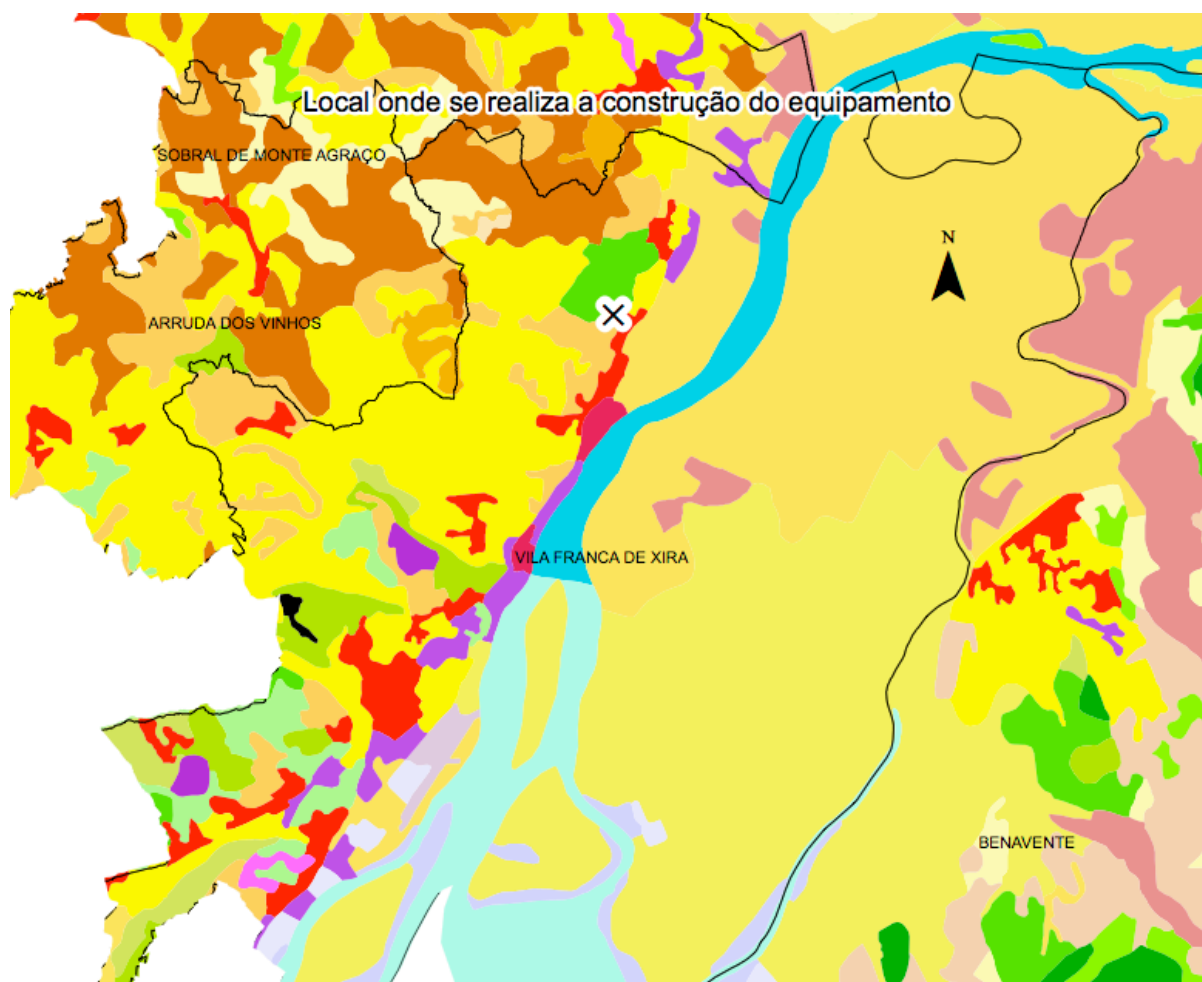 Local onde se realiza a construção do equipamento
SOBRAL DE MONTE AGRAÇO
N
ARRUDA DOS VINHOS
VILA FRANCA DE XIRA
BENAVENTE